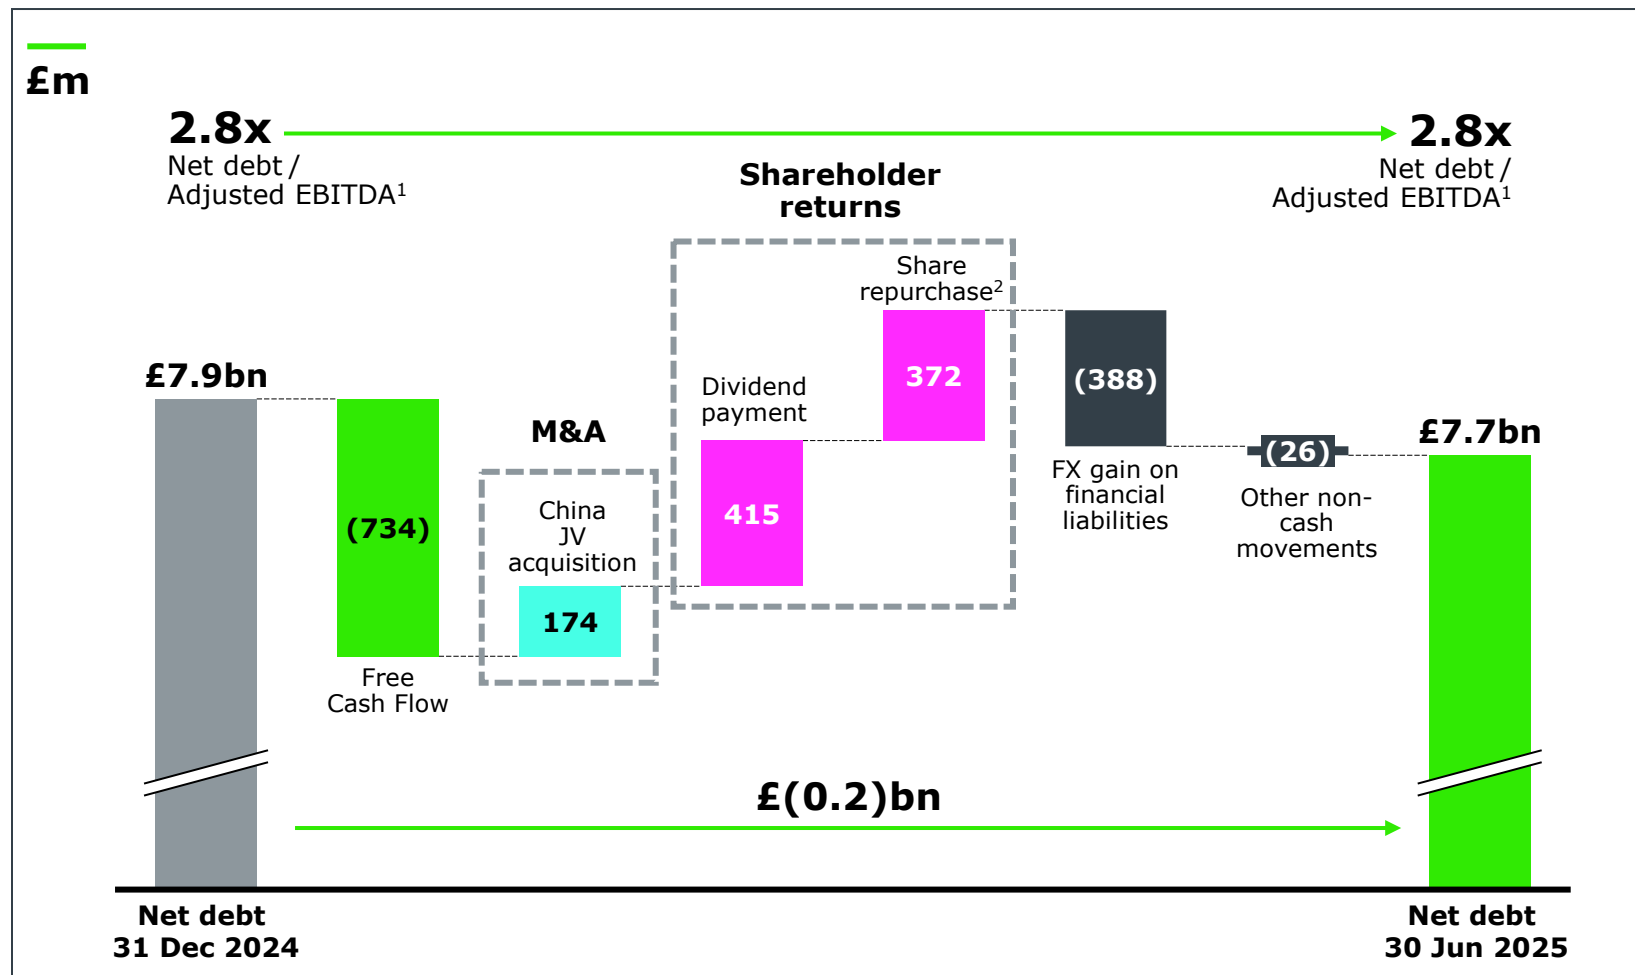 £m
2.8x
Net debt /
Adjusted EBITDA¹
2.8x
Net debt /
Adjusted EBITDA¹
Shareholder
returns
Share
repurchase²
£7.9bn
372
(388)
Dividend
payment
M&A
£7.7bn
(26)
(734)
China
JV
acquisition
415
FX gain on
financial
liabilities
Other non-
cash
movements
174
Free
Cash Flow
£(0.2)bn
Net debt
31 Dec 2024
Net debt
30 Jun 2025